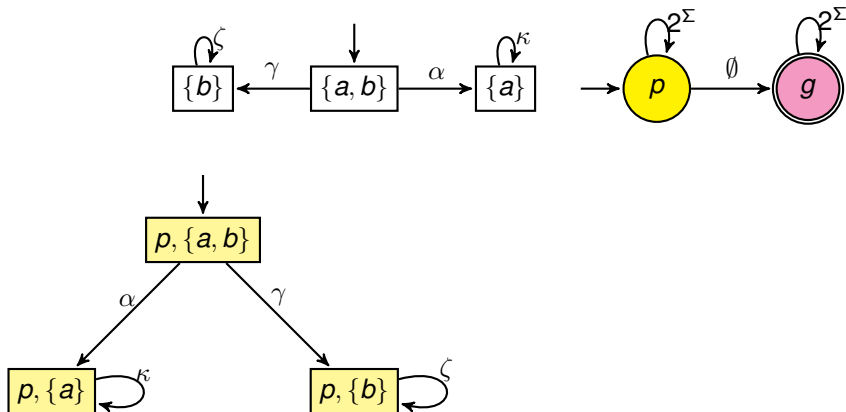 ζ κ 2^Σ 2^Σ
{b} γ {a, b} α {a} p ∅ g
p, {a, b}
α γ
p, {a} κ p, {b} ζ